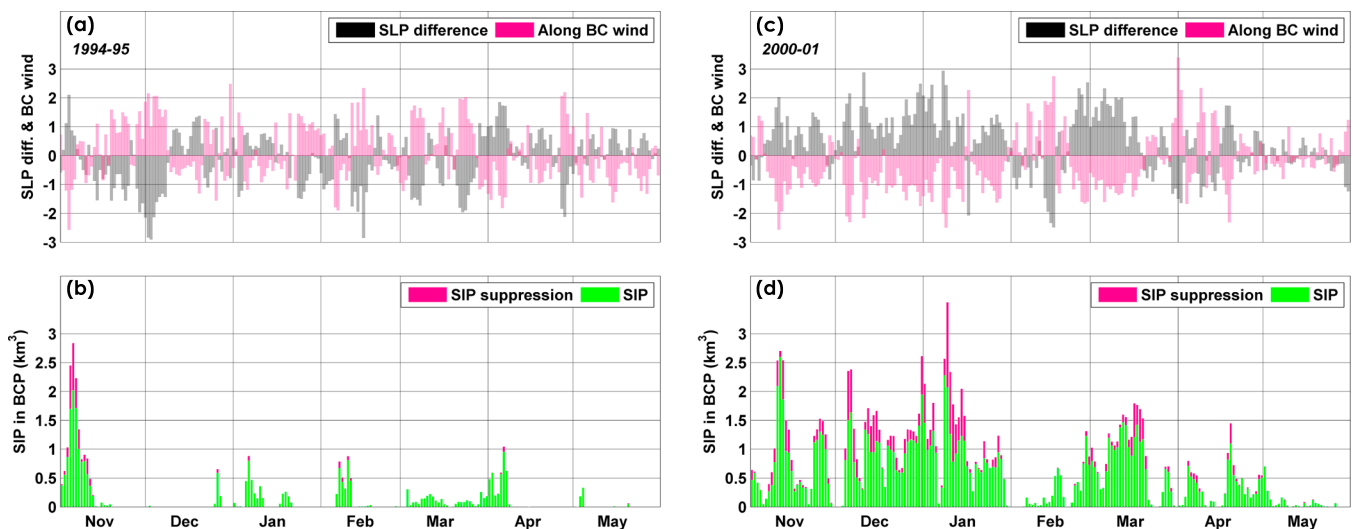 (a)
1994-95
SLP difference
Along BC wind
SLP diff. & BC wind
3
2
1
0
-1
-2
-3
(b)
SIP suppression
SIP
SIP in BCP (km³)
3
2.5
2
1.5
1
0.5
0
Nov Dec Jan Feb Mar Apr May
(c)
2000-01
SLP difference
Along BC wind
SLP diff. & BC wind
3
2
1
0
-1
-2
-3
(d)
SIP suppression
SIP
SIP in BCP (km³)
3
2.5
2
1.5
1
0.5
0
Nov Dec Jan Feb Mar Apr May